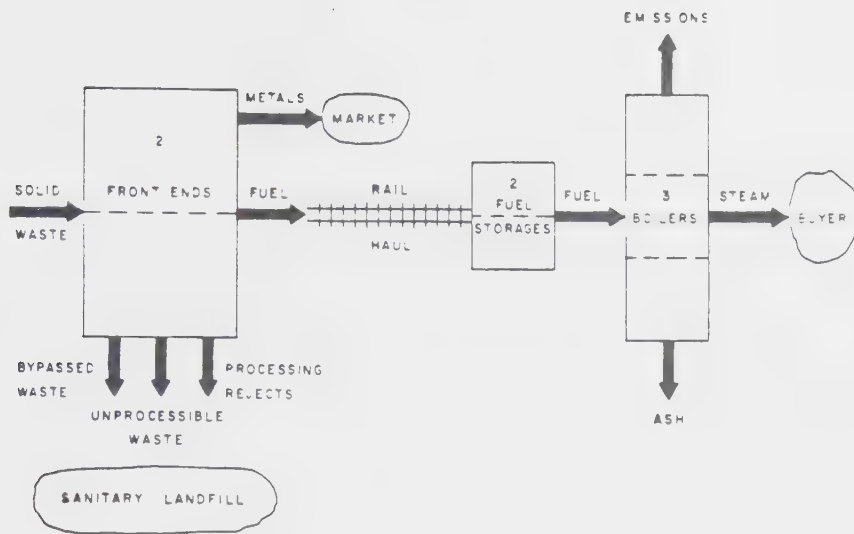 EMISSIONS
METALS
MARKET
2
FRONT ENDS
SOLID
WASTE
FUEL
RAIL
HAUL
2
FUEL
STORAGES
FUEL
3
BOILERS
STEAM
BUYER
BYPASSED
WASTE
UNPROCESSIBLE
WASTE
PROCESSING
REJECTS
ASH
SANITARY LANDFILL